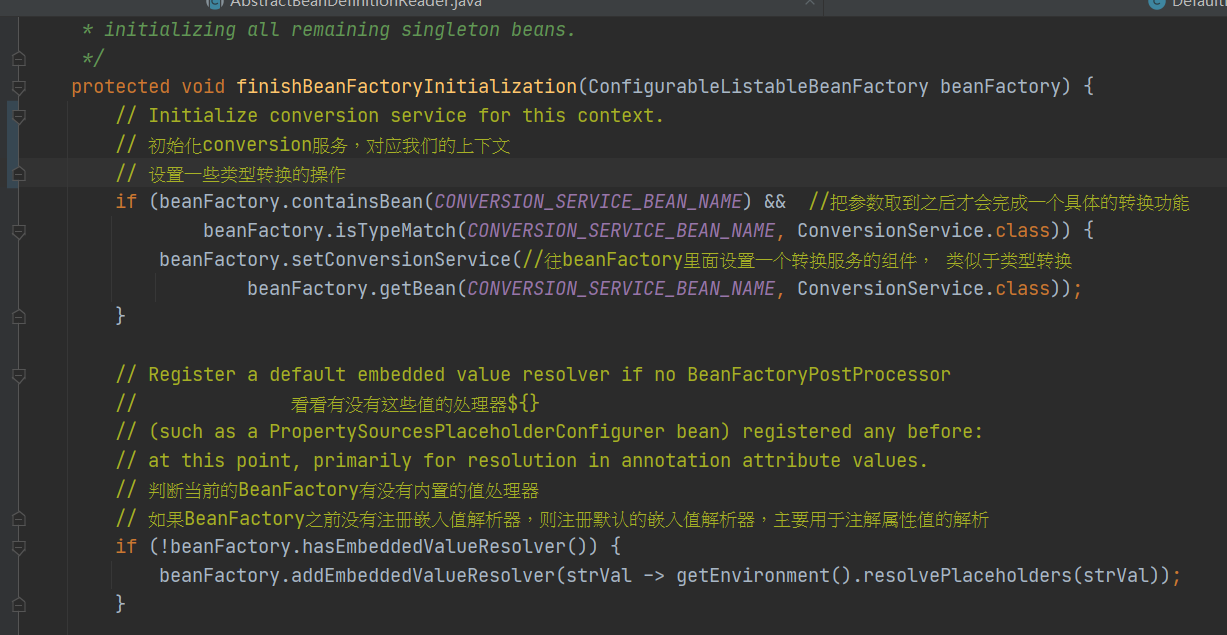 AbstractBeanDefinitionReader.java
* initializing all remaining singleton beans.
*/
protected void finishBeanFactoryInitialization(ConfigurableListableBeanFactory beanFactory) {
// Initialize conversion service for this context.
// 初始化conversion服务，对应我们的上下文
// 设置一些类型转换的操作
if (beanFactory.containsBean(CONVERSION_SERVICE_BEAN_NAME) && //把参数取到之后才会完成一个具体的转换功能
beanFactory.isTypeMatch(CONVERSION_SERVICE_BEAN_NAME, ConversionService.class)) {
beanFactory.setConversionService(//往beanFactory里面设置一个转换服务的组件， 类似于类型转换
beanFactory.getBean(CONVERSION_SERVICE_BEAN_NAME, ConversionService.class));
}
// Register a default embedded value resolver if no BeanFactoryPostProcessor
// 看看有没有这些值的处理器${}
// (such as a PropertySourcesPlaceholderConfigurer bean) registered any before:
// at this point, primarily for resolution in annotation attribute values.
// 判断当前的BeanFactory有没有内置的值处理器
// 如果BeanFactory之前没有注册嵌入值解析器，则注册默认的嵌入值解析器，主要用于注解属性值的解析
if (!beanFactory.hasEmbeddedValueResolver()) {
beanFactory.addEmbeddedValueResolver(strVal -> getEnvironment().resolvePlaceholders(strVal));
}